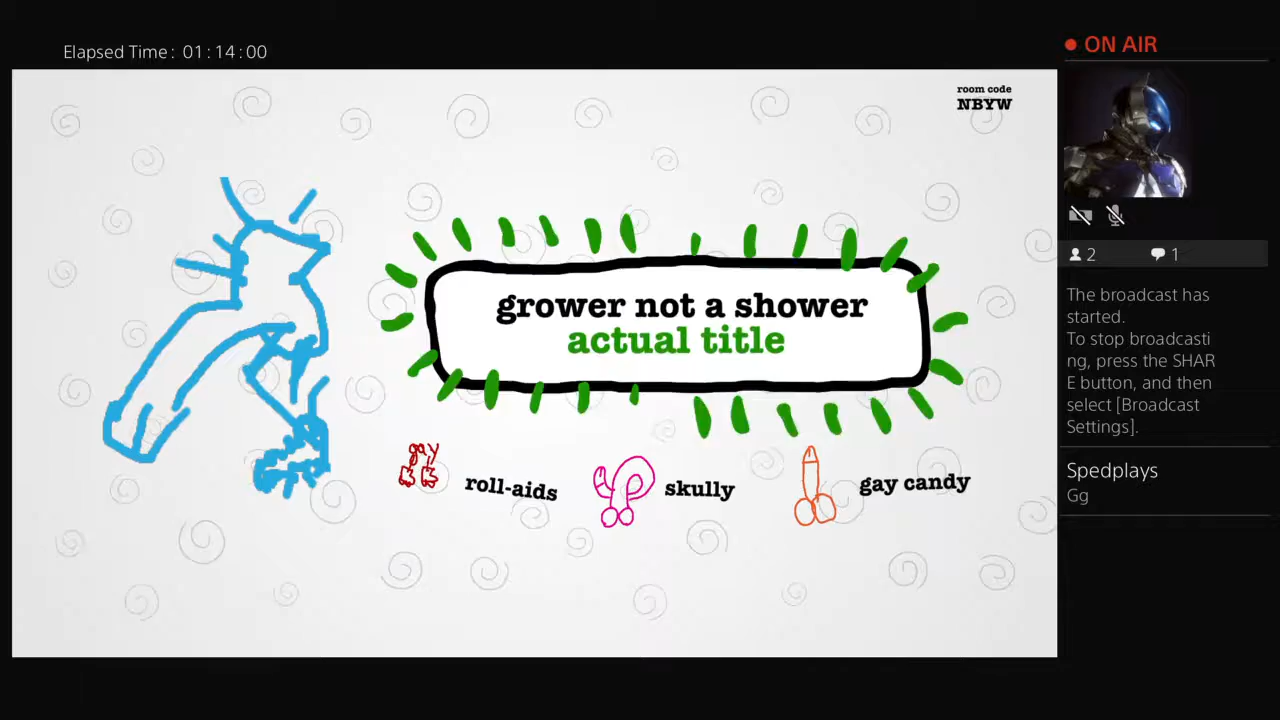 Elapsed Time: 01:14:00
ON AIR
room code
NBYW
2
1
grower not a shower
actual title
The broadcast has
started.
To stop broadcasti
ng, press the SHAR
E button, and then
select [Broadcast
Settings].
gay
roll-aids
skully
gay candy
Spedplays
Gg